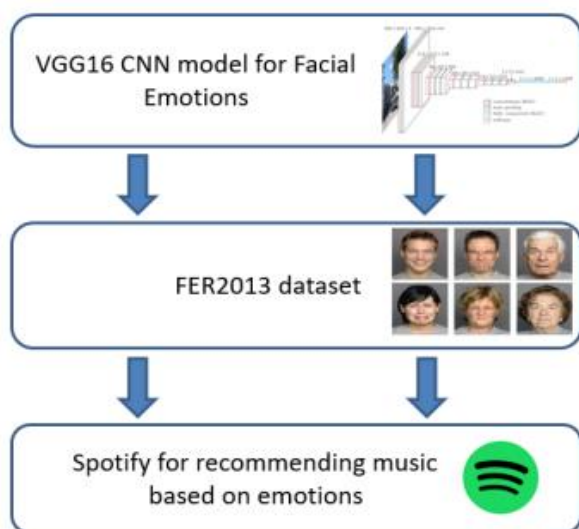 VGG16 CNN model for Facial
Emotions
FER2013 dataset
Spotify for recommending music
based on emotions